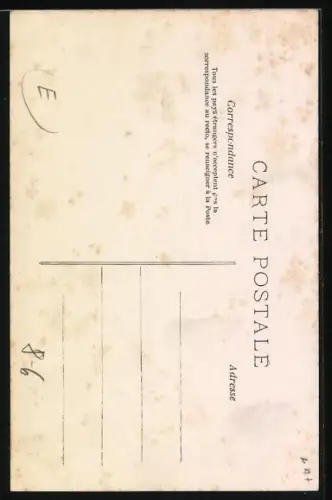 CARTE POSTALE
Correspondance
Adresse
Tous les pays étrangers n'acceptent pas la
correspondance au recto, se renseigner à la Poste.
E
8-6